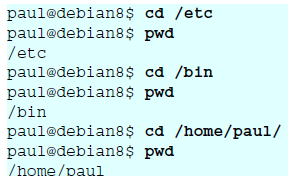 paul@debian8$ cd /etc
paul@debian8$ pwd
/etc
paul@debian8$ cd /bin
paul@debian8$ pwd
/bin
paul@debian8$ cd /home/paul/
paul@debian8$ pwd
/home/paul